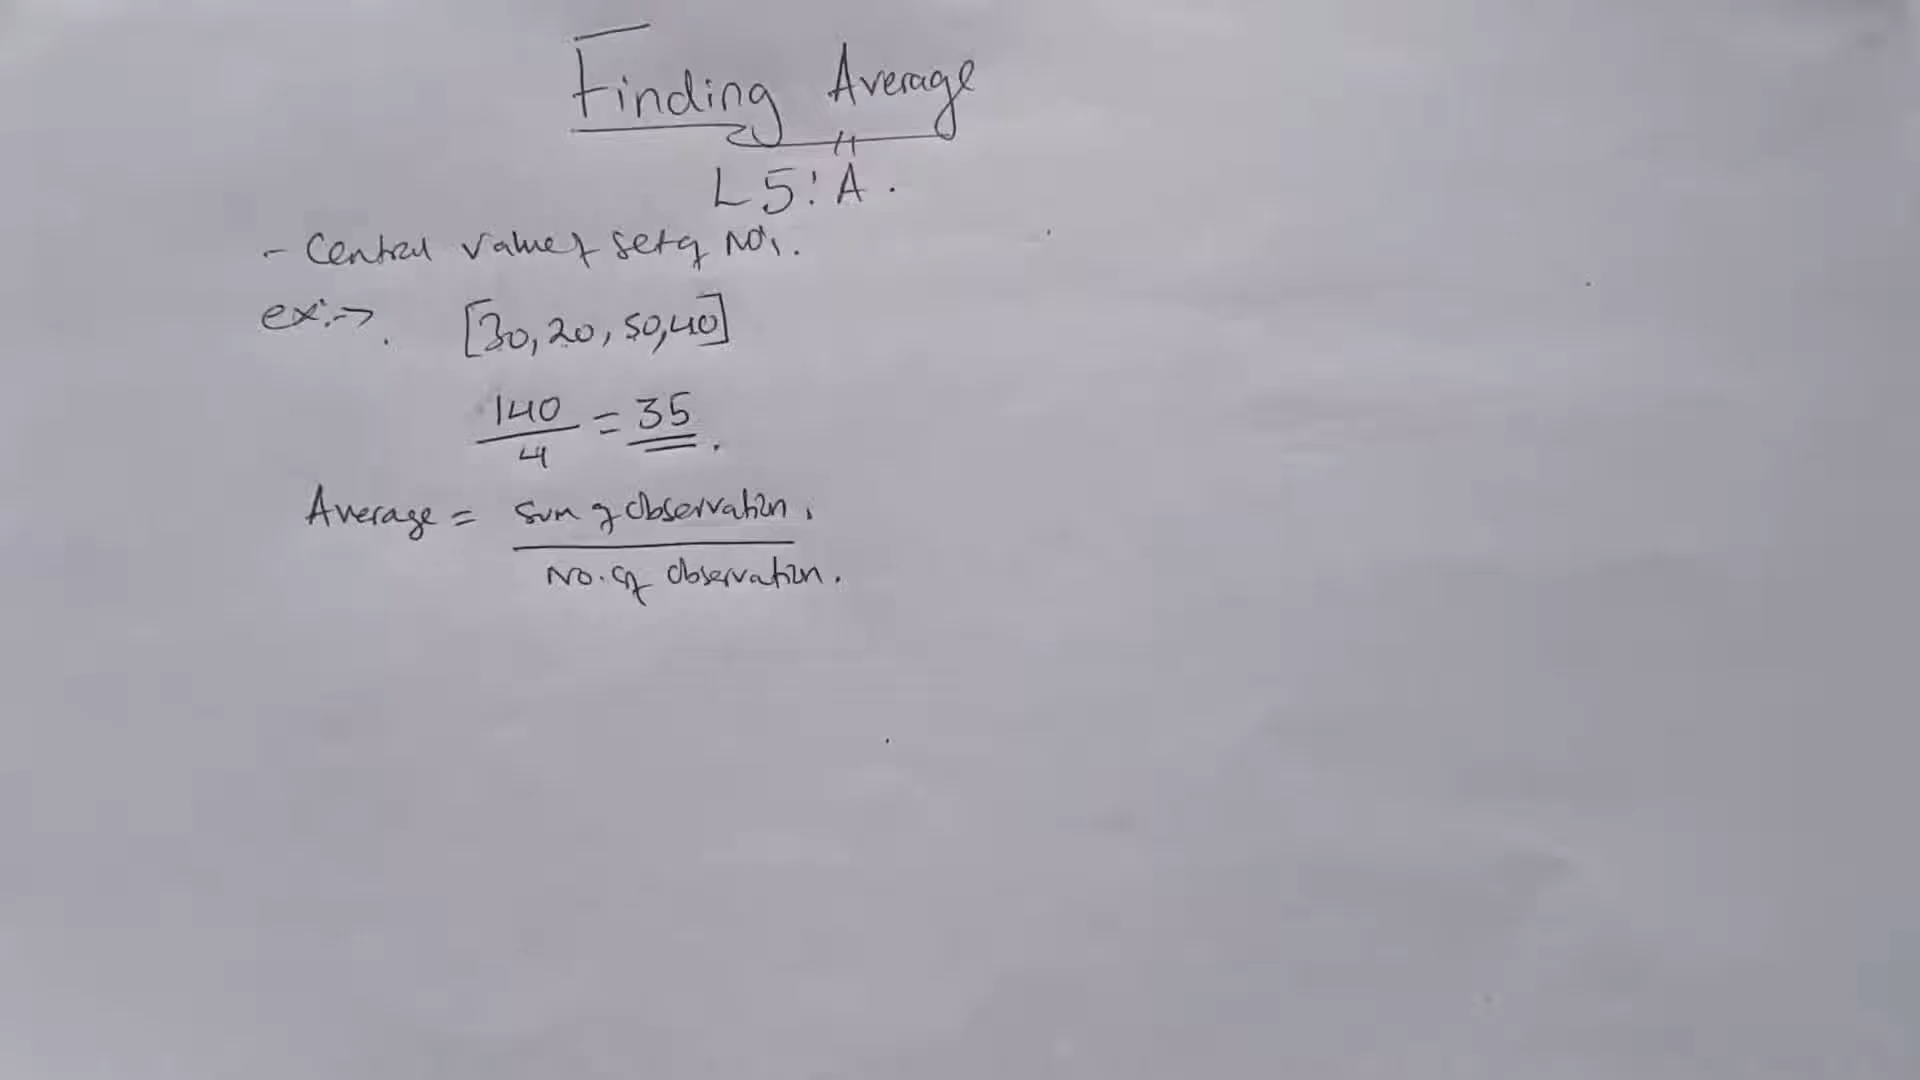 Finding Average
L5: A.
- Central value of set of No's.
ex:→. [30, 20, 50, 40]
140/4 = 35.
Average = Sum of observation.
No. of observation.